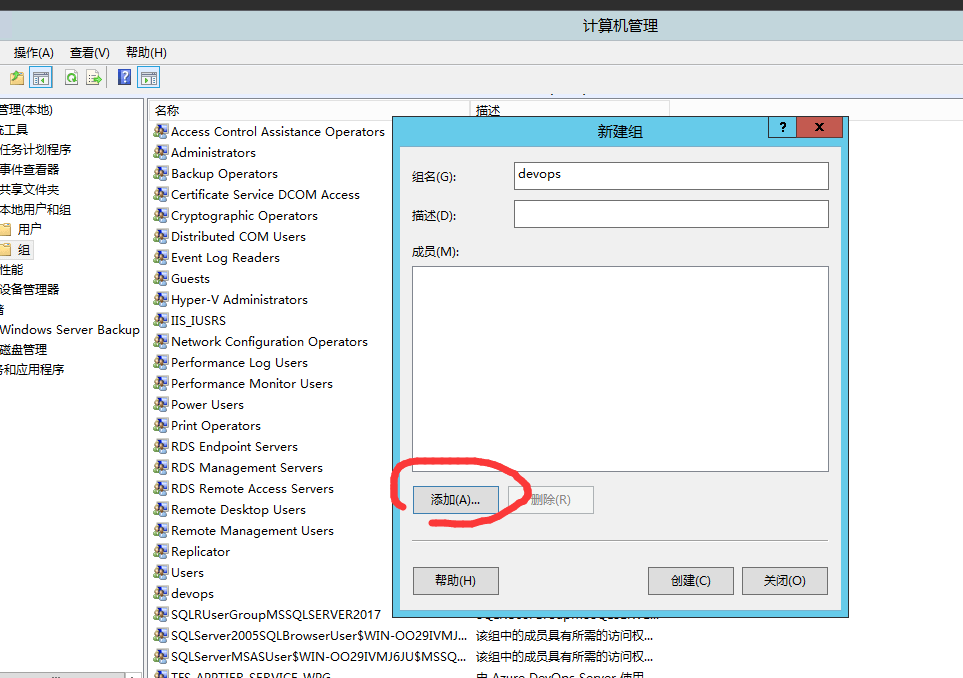 计算机管理
操作(A) 查看(V) 帮助(H)
管理(本地)
统工具
任务计划程序
事件查看器
共享文件夹
本地用户和组
用户
组
性能
设备管理器
Windows Server Backup
磁盘管理
务和应用程序
名称 描述
Access Control Assistance Operators
Administrators
Backup Operators
Certificate Service DCOM Access
Cryptographic Operators
Distributed COM Users
Event Log Readers
Guests
Hyper-V Administrators
IIS_IUSRS
Network Configuration Operators
Performance Log Users
Performance Monitor Users
Power Users
Print Operators
RDS Endpoint Servers
RDS Management Servers
RDS Remote Access Servers
Remote Desktop Users
Remote Management Users
Replicator
Users
devops
SQLRUserGroupMSSQLSERVER2017
SQLServer2005SQLBrowserUser$WIN-OO29IVMJ... 该组中的成员具有所需的访问权...
SQLServerMSASUser$WIN-OO29IVMJ6JU$MSSQ... 该组中的成员具有所需的访问权...
TFS_APPTIER_SERVICE_WPG 由 Azure DevOps Server 使用
新建组
? x
组名(G): devops
描述(D):
成员(M):
添加(A)... 删除(R)
帮助(H) 创建(C) 关闭(O)